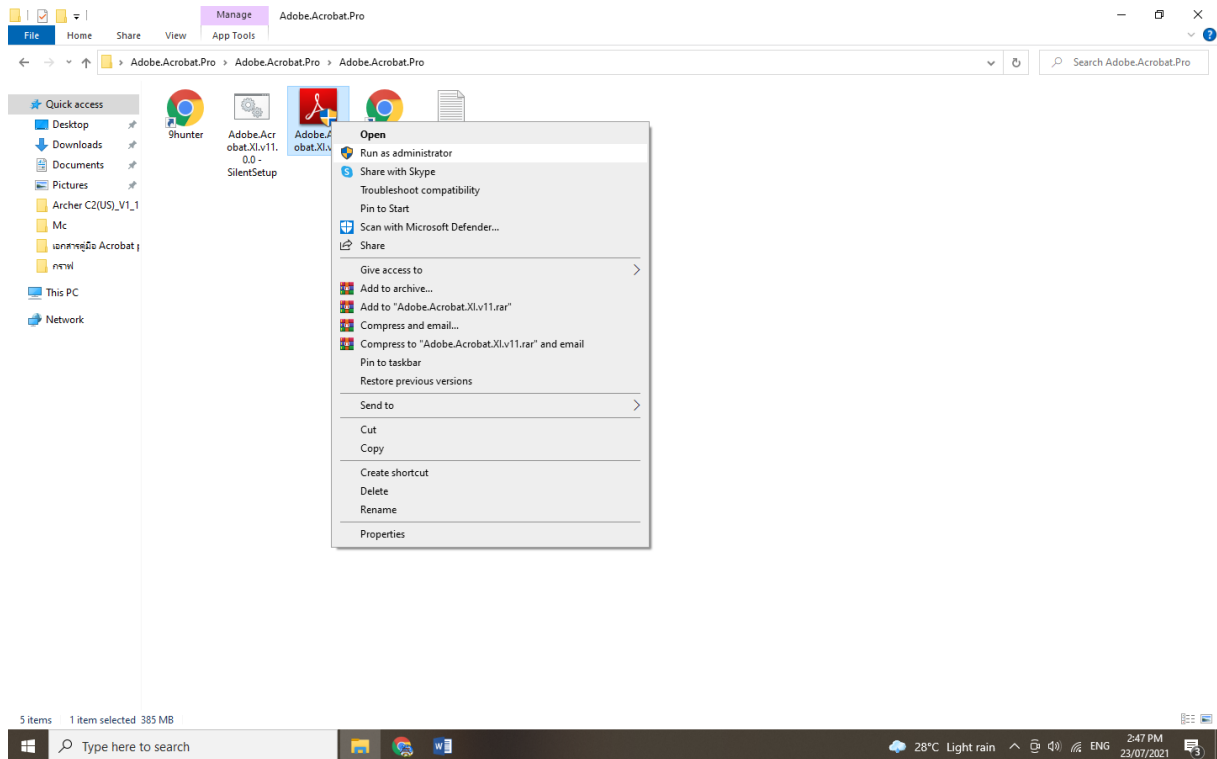 Manage
Adobe.Acrobat.Pro
File
Home
Share
View
App Tools
Adobe.Acrobat.Pro > Adobe.Acrobat.Pro > Adobe.Acrobat.Pro
Search Adobe.Acrobat.Pro
Quick access
Desktop
Downloads
Documents
Pictures
Archer C2(US)_V1_1
Mc
เอกสารคู่มือ Acrobat
กราฟ
This PC
Network
9hunter
Adobe.Acr
obat.XI.v11.
0.0 -
SilentSetup
Adobe.A
obat.XI.v
Open
Run as administrator
Share with Skype
Troubleshoot compatibility
Pin to Start
Scan with Microsoft Defender...
Share
Give access to
Add to archive...
Add to "Adobe.Acrobat.XI.v11.rar"
Compress and email...
Compress to "Adobe.Acrobat.XI.v11.rar" and email
Pin to taskbar
Restore previous versions
Send to
Cut
Copy
Create shortcut
Delete
Rename
Properties
5 items
1 item selected 385 MB
Type here to search
28°C Light rain
ENG
2:47 PM
23/07/2021
3